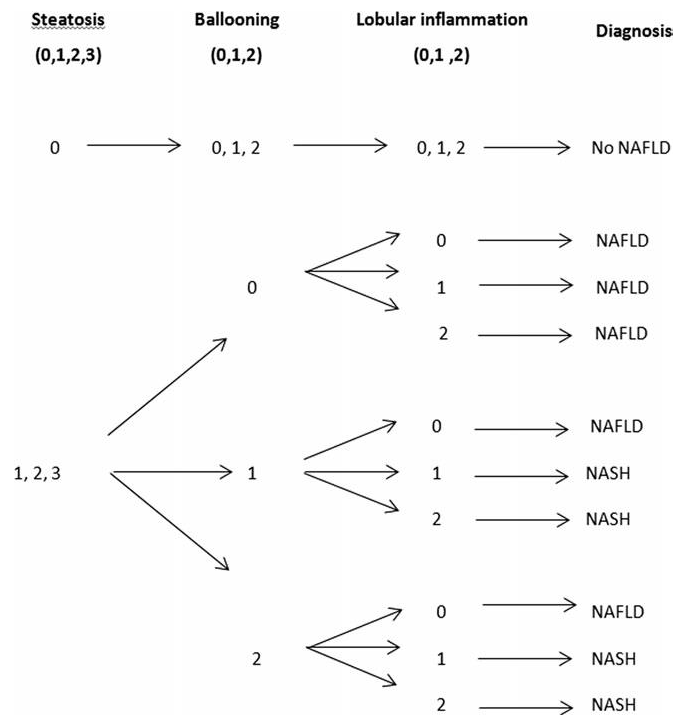 Steatosis Ballooning Lobular inflammation Diagnosis
(0,1,2,3) (0,1,2) (0,1 ,2)
0 0, 1, 2 0, 1, 2 No NAFLD
0 NAFLD
0 1 NAFLD
2 NAFLD
0 NAFLD
1, 2, 3 1 1 NASH
2 NASH
0 NAFLD
2 1 NASH
2 NASH